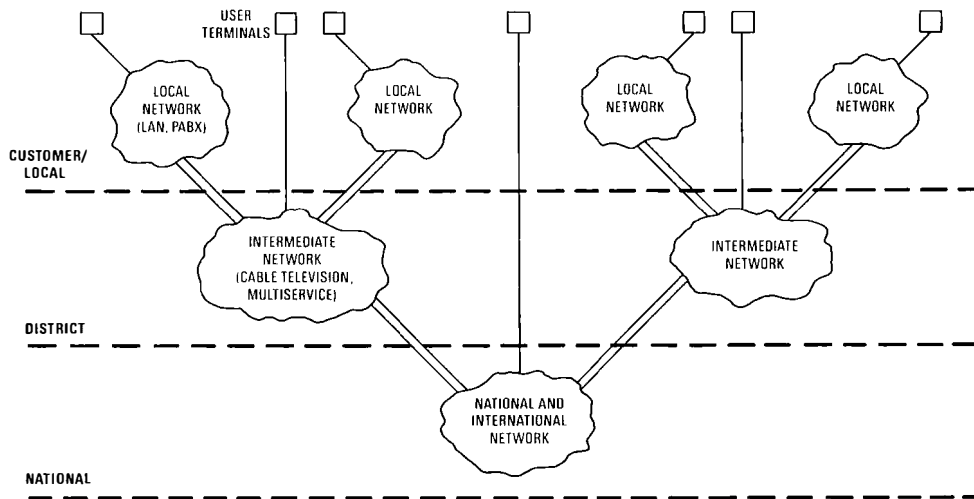 USER
TERMINALS
LOCAL
NETWORK
(LAN, PABX)
LOCAL
NETWORK
LOCAL
NETWORK
LOCAL
NETWORK
CUSTOMER/
LOCAL
INTERMEDIATE
NETWORK
(CABLE TELEVISION,
MULTISERVICE)
INTERMEDIATE
NETWORK
DISTRICT
NATIONAL AND
INTERNATIONAL
NETWORK
NATIONAL